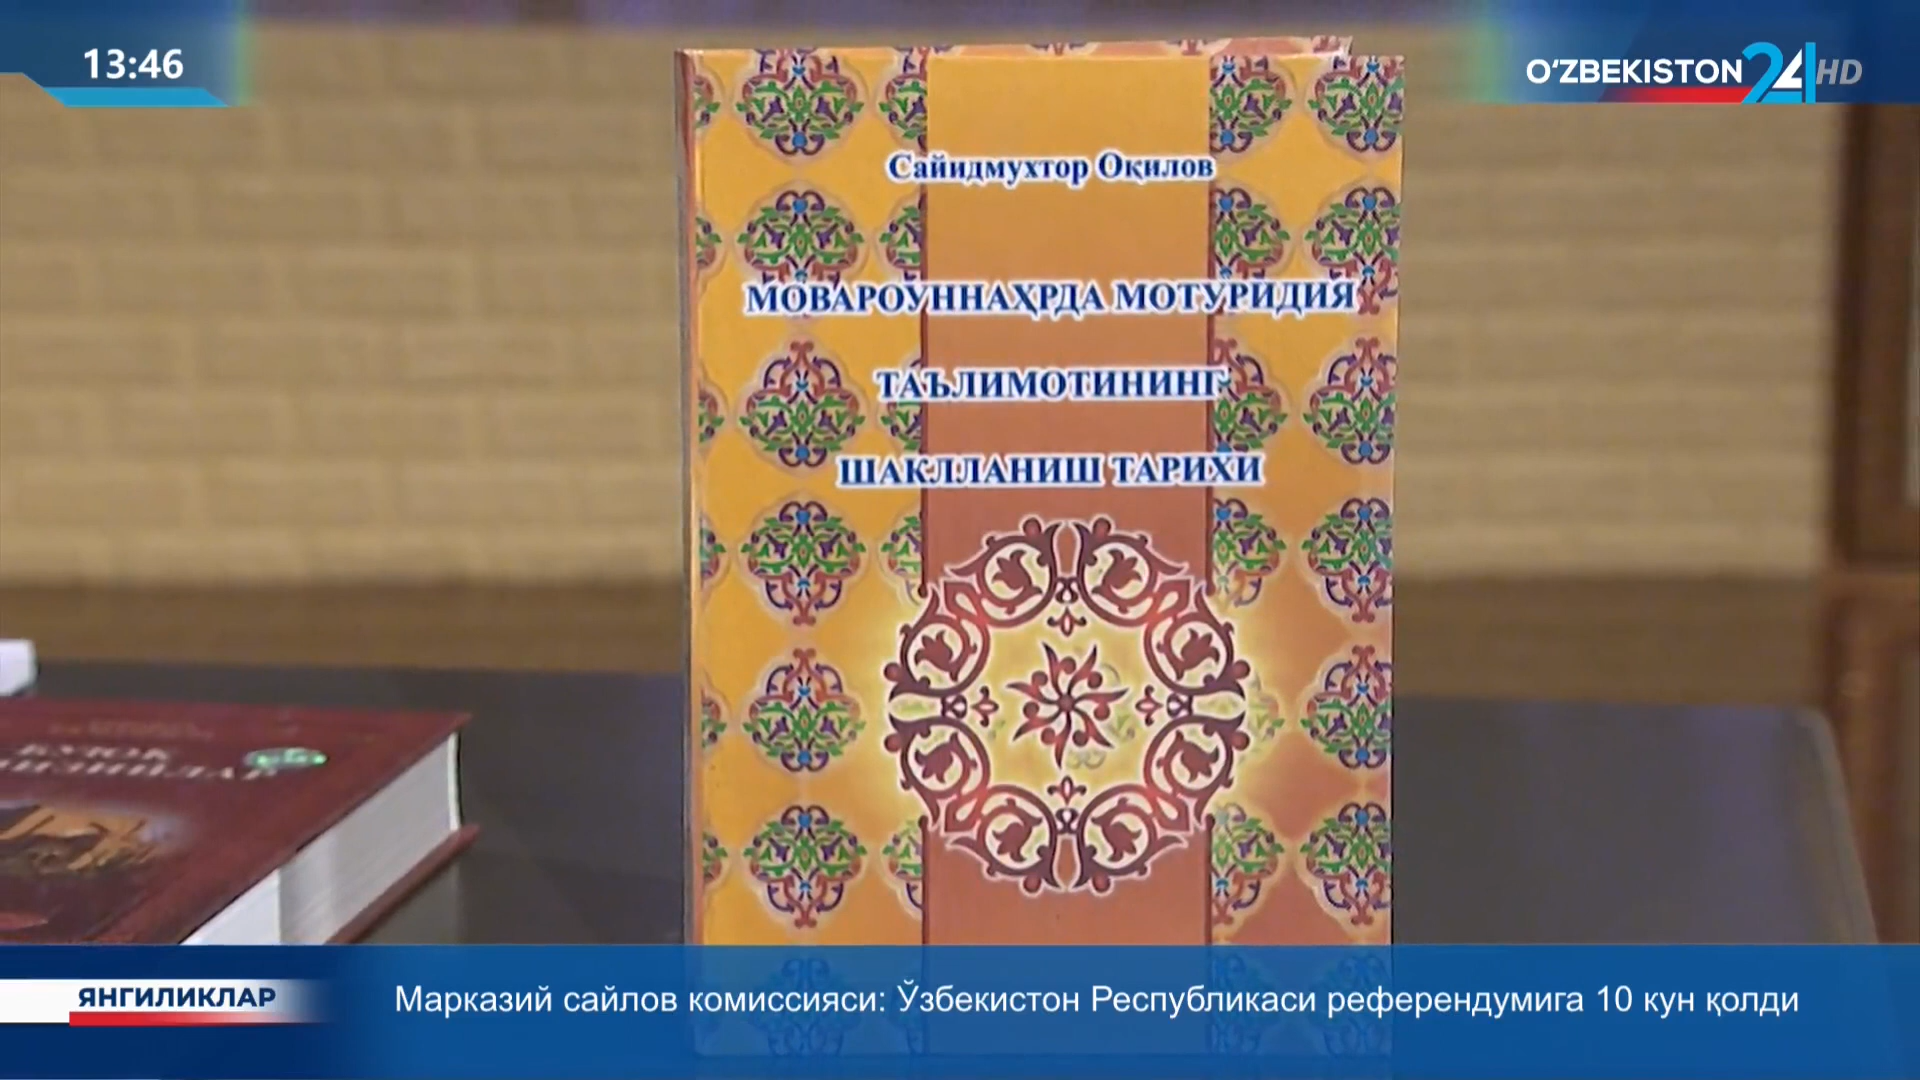 13:46
O‘ZBEKISTON 24 HD
Сайидмухтор Оқилов
МОВАРОУННАҲРДА МОТУРИДИЯ
ТАЪЛИМОТИНИНГ
ШАКЛЛАНИШ ТАРИХИ
БУЮК
ЯНГИЛИКЛАР
Марказий сайлов комиссияси: Ўзбекистон Республикаси референдумига 10 кун қолди